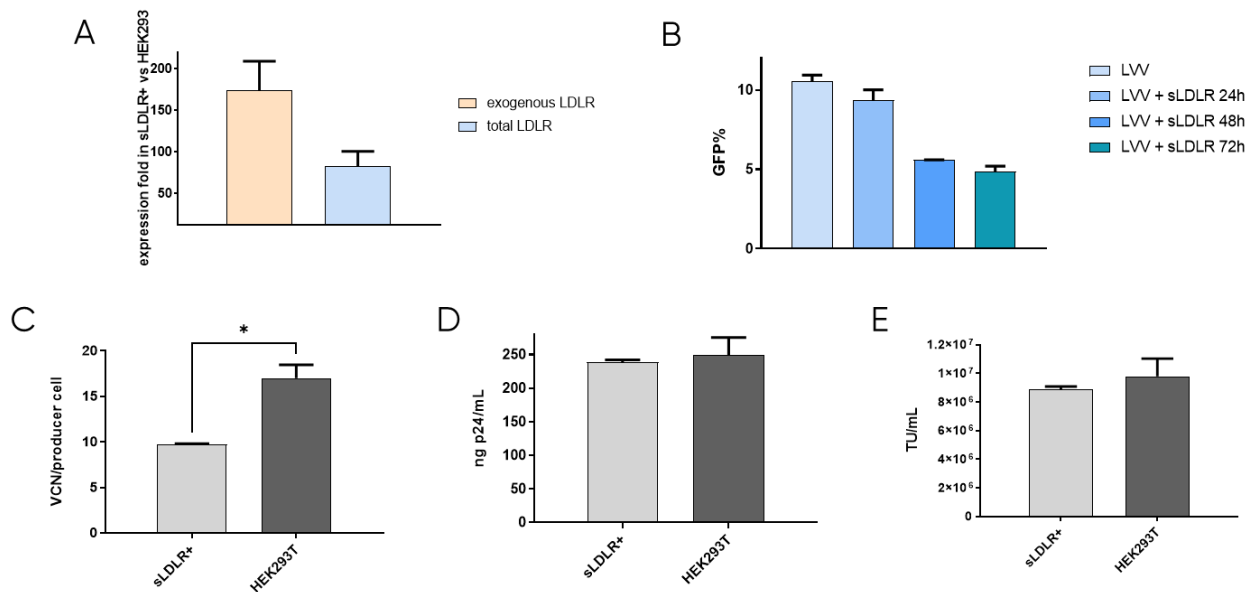 A
expression fold in sLDLR+ vs HEK293
200
150
100
50
exogenous LDLR
total LDLR
B
GFP%
10
5
0
LVV
LVV + sLDLR 24h
LVV + sLDLR 48h
LVV + sLDLR 72h
C
VCN/producer cell
20
15
10
5
0
*
sLDLR+
HEK293T
D
ng p24/mL
250
200
150
100
50
0
sLDLR+
HEK293T
E
TU/mL
1.2×10⁷
10⁷
8×10⁶
6×10⁶
4×10⁶
2×10⁶
0
sLDLR+
HEK293T